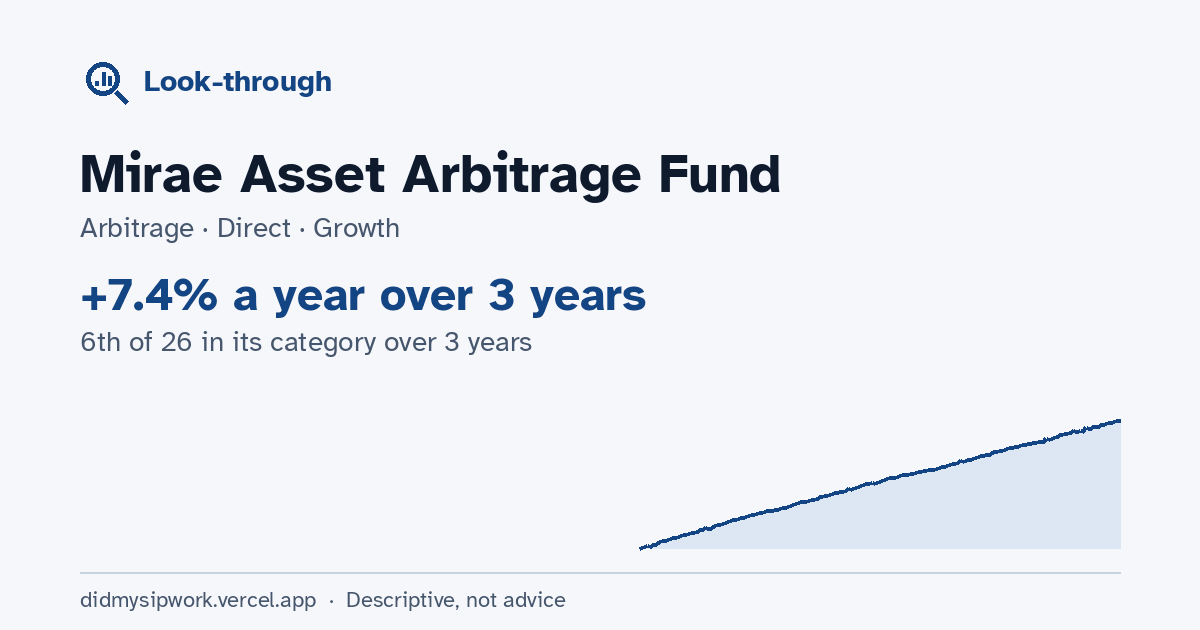 Look-through
Mirae Asset Arbitrage Fund
Arbitrage · Direct · Growth
+7.4% a year over 3 years
6th of 26 in its category over 3 years
didmysipwork.vercel.app · Descriptive, not advice